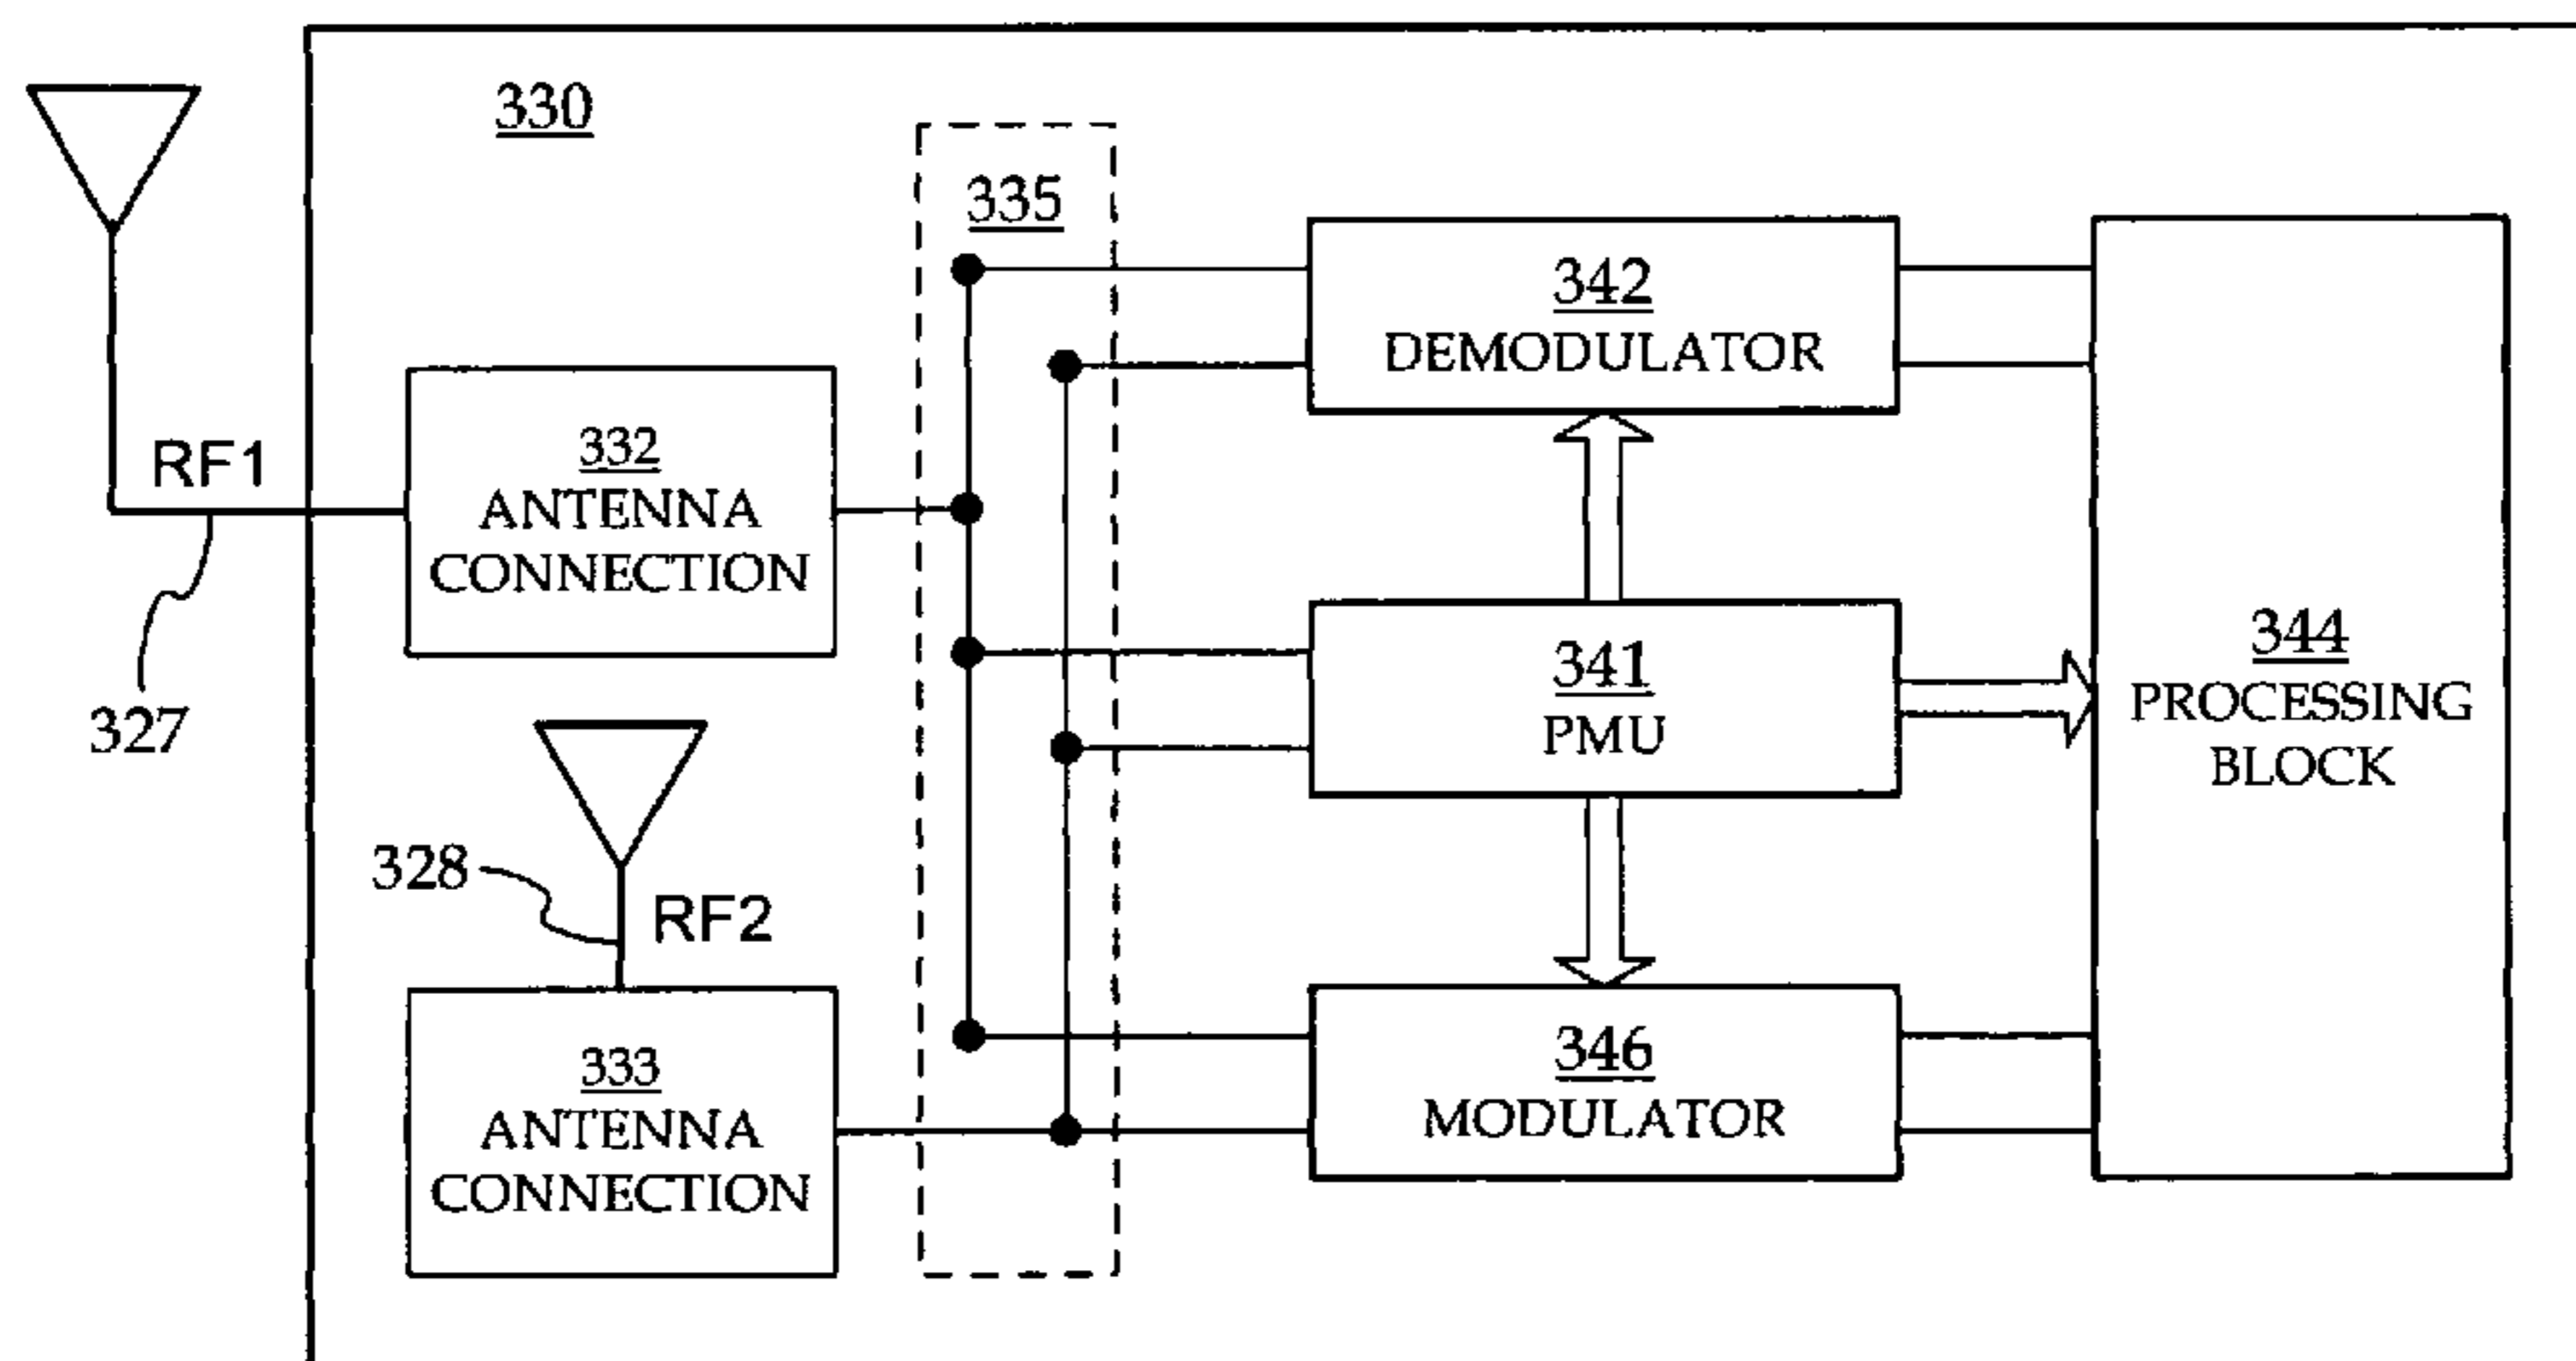 330
335
342
DEMODULATOR
RF1
332
ANTENNA
CONNECTION
327
341
PMU
344
PROCESSING
BLOCK
328
RF2
333
ANTENNA
CONNECTION
346
MODULATOR